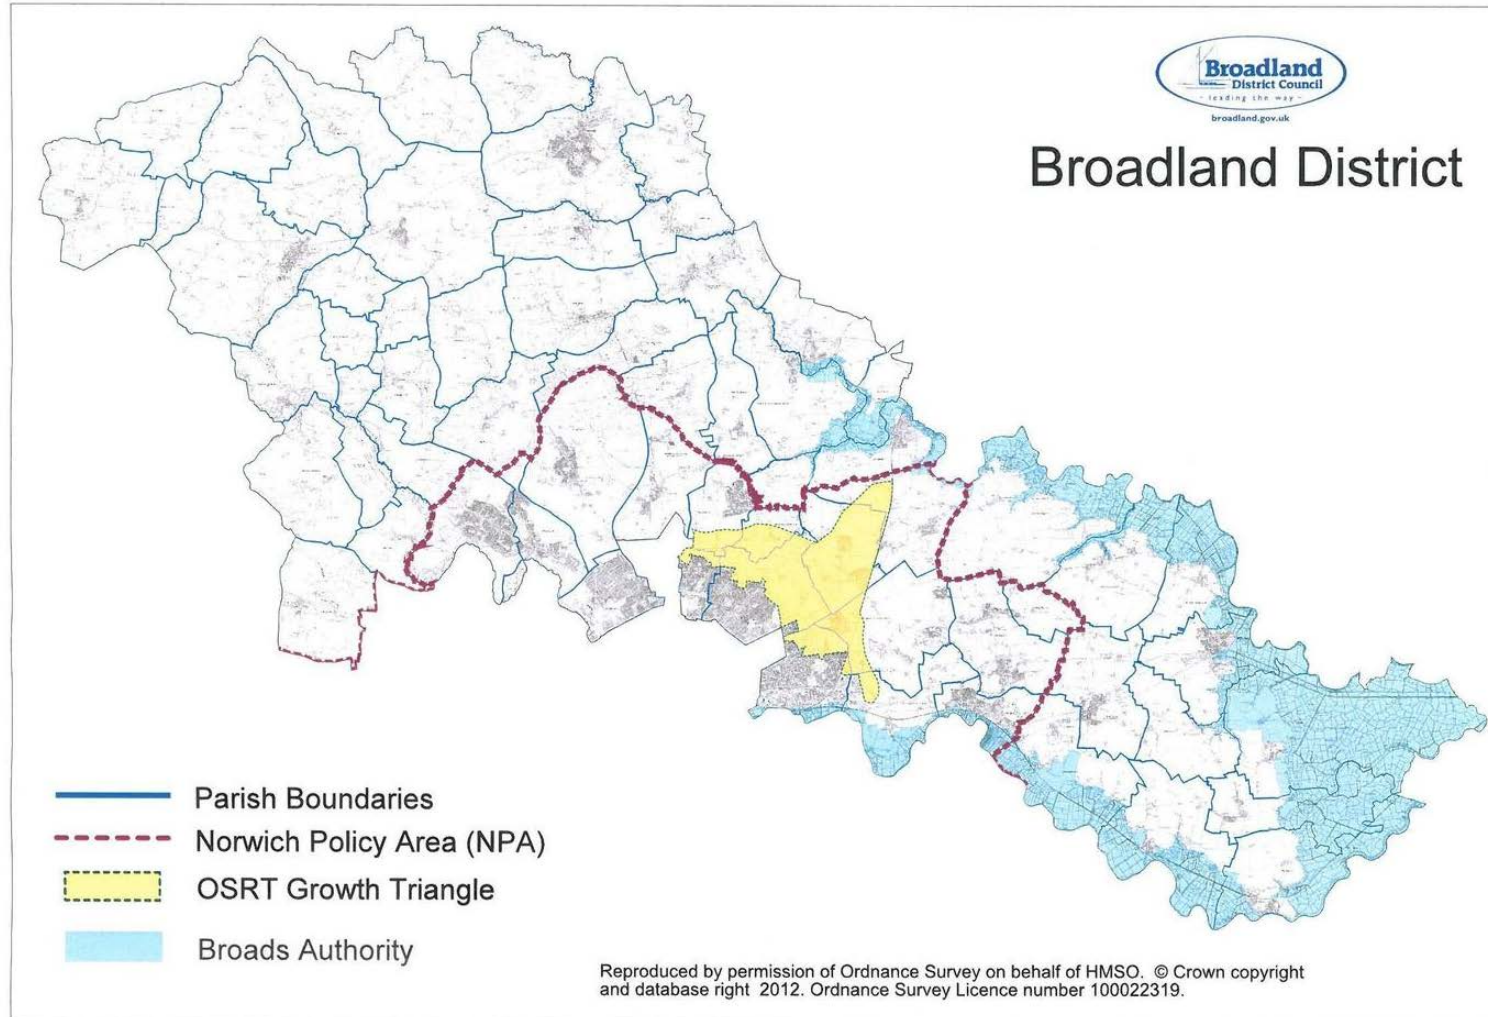 Broadland
District Council
- leading the way -
broadland.gov.uk
Broadland District
Parish Boundaries
Norwich Policy Area (NPA)
OSRT Growth Triangle
Broads Authority
Reproduced by permission of Ordnance Survey on behalf of HMSO. © Crown copyright
and database right 2012. Ordnance Survey Licence number 100022319.